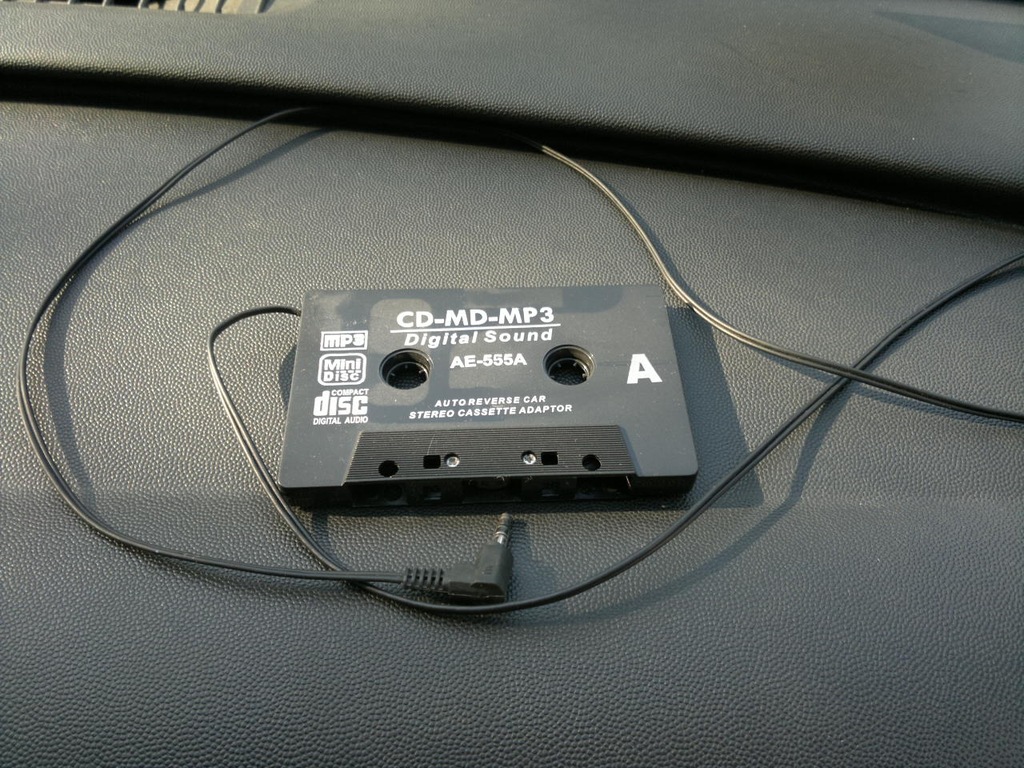 CD-MD-MP3
Digital Sound
AE-555A
mp3
Mini
Disc
COMPACT
disc
DIGITAL AUDIO
A
AUTO REVERSE CAR
STEREO CASSETTE ADAPTOR